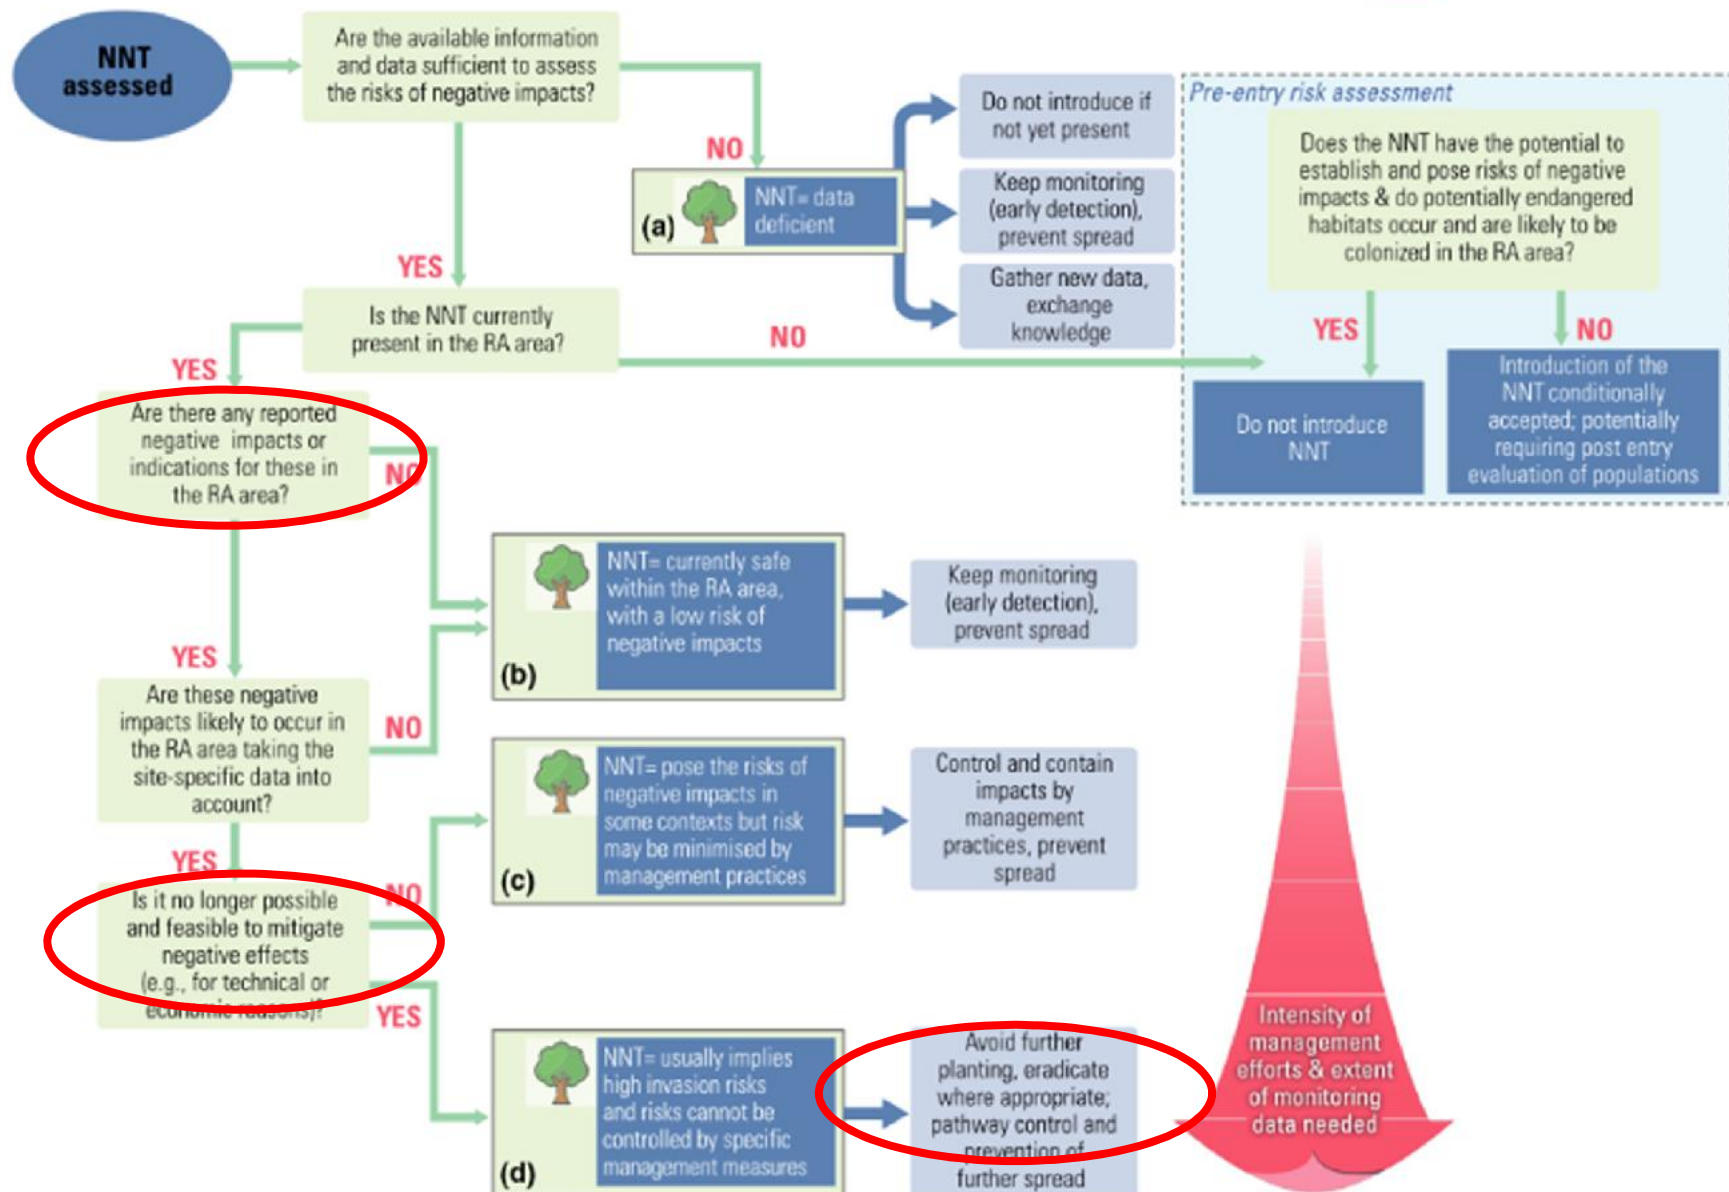 NNT
assessed
Are the available information
and data sufficient to assess
the risks of negative impacts?
NO
YES
(a)
NNT= data
deficient
Do not introduce if
not yet present
Keep monitoring
(early detection),
prevent spread
Gather new data,
exchange
knowledge
Pre-entry risk assessment
Does the NNT have the potential to
establish and pose risks of negative
impacts & do potentially endangered
habitats occur and are likely to be
colonized in the RA area?
YES
NO
Do not introduce
NNT
Introduction of the
NNT conditionally
accepted; potentially
requiring post entry
evaluation of populations
Is the NNT currently
present in the RA area?
NO
YES
Are there any reported
negative impacts or
indications for these in
the RA area?
NO
YES
(b)
NNT= currently safe
within the RA area,
with a low risk of
negative impacts
Keep monitoring
(early detection),
prevent spread
Are these negative
impacts likely to occur in
the RA area taking the
site-specific data into
account?
NO
YES
(c)
NNT= pose the risks of
negative impacts in
some contexts but risk
may be minimised by
management practices
Control and contain
impacts by
management
practices, prevent
spread
Is it no longer possible
and feasible to mitigate
negative effects
(e.g., for technical or
economic reasons)?
NO
YES
(d)
NNT= usually implies
high invasion risks
and risks cannot be
controlled by specific
management measures
Avoid further
planting, eradicate
where appropriate;
pathway control and
prevention of
further spread
Intensity of
management
efforts & extent
of monitoring
data needed